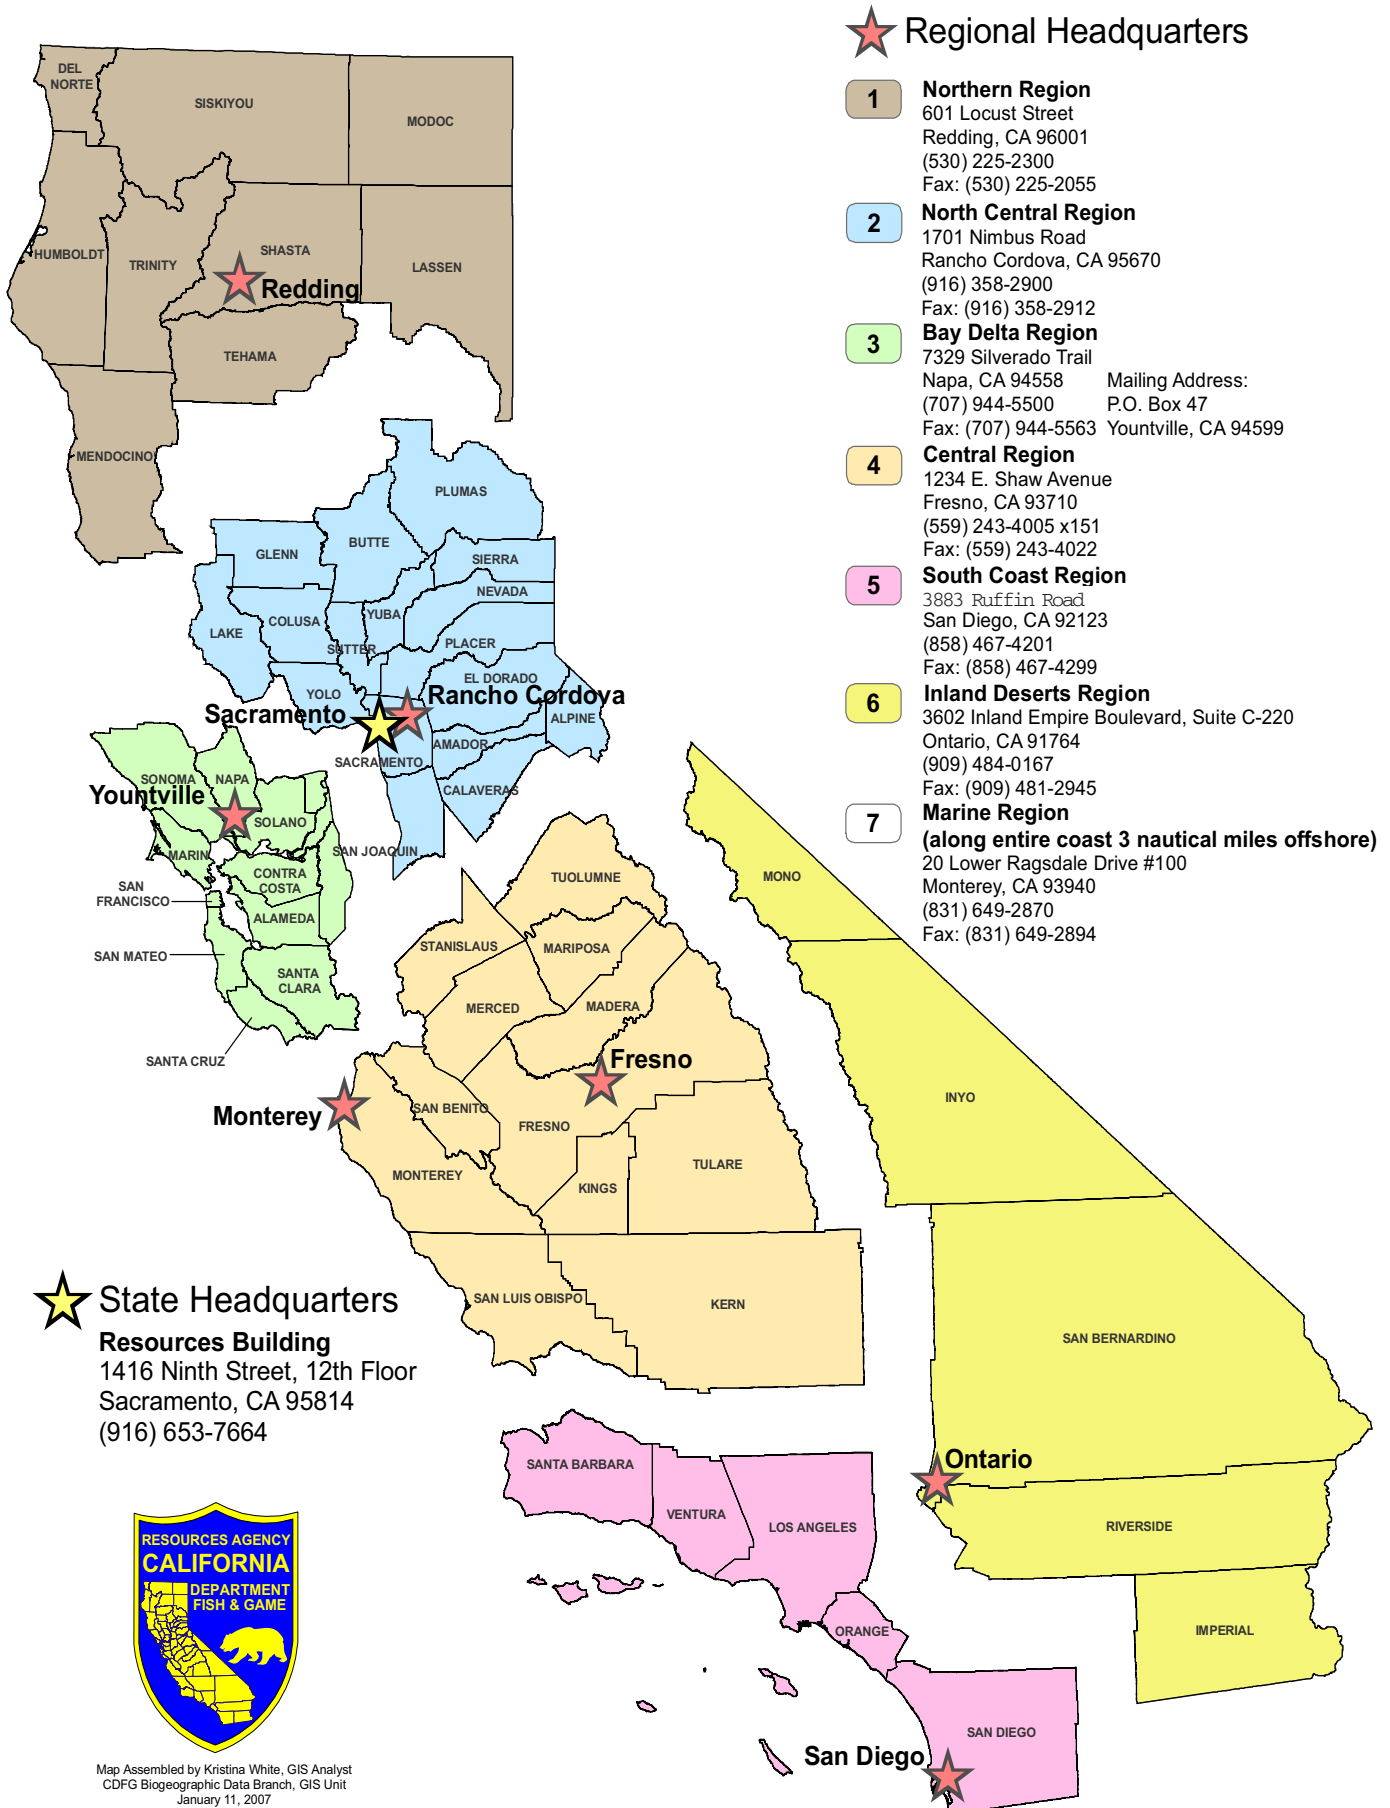 Regional Headquarters
1
Northern Region
601 Locust Street
Redding, CA 96001
(530) 225-2300
Fax: (530) 225-2055
2
North Central Region
1701 Nimbus Road
Rancho Cordova, CA 95670
(916) 358-2900
Fax: (916) 358-2912
3
Bay Delta Region
7329 Silverado Trail
Napa, CA 94558 Mailing Address:
(707) 944-5500 P.O. Box 47
Fax: (707) 944-5563 Yountville, CA 94599
4
Central Region
1234 E. Shaw Avenue
Fresno, CA 93710
(559) 243-4005 x151
Fax: (559) 243-4022
5
South Coast Region
3883 Ruffin Road
San Diego, CA 92123
(858) 467-4201
Fax: (858) 467-4299
6
Inland Deserts Region
3602 Inland Empire Boulevard, Suite C-220
Ontario, CA 91764
(909) 484-0167
Fax: (909) 481-2945
7
Marine Region
(along entire coast 3 nautical miles offshore)
20 Lower Ragsdale Drive #100
Monterey, CA 93940
(831) 649-2870
Fax: (831) 649-2894
DEL
NORTE
SISKIYOU
MODOC
HUMBOLDT
TRINITY
SHASTA
LASSEN
Redding
TEHAMA
MENDOCINO
PLUMAS
GLENN
BUTTE
SIERRA
NEVADA
LAKE
COLUSA
YUBA
SUTTER
PLACER
YOLO
EL DORADO
Rancho Cordova
Sacramento
ALPINE
AMADOR
SACRAMENTO
CALAVERAS
SONOMA
NAPA
Yountville
SOLANO
MARIN
SAN JOAQUIN
CONTRA
COSTA
SAN
FRANCISCO
ALAMEDA
SAN MATEO
SANTA
CLARA
SANTA CRUZ
TUOLUMNE
STANISLAUS
MARIPOSA
MERCED
MADERA
Fresno
Monterey
SAN BENITO
FRESNO
MONTEREY
KINGS
TULARE
SAN LUIS OBISPO
KERN
MONO
INYO
SAN BERNARDINO
Ontario
RIVERSIDE
IMPERIAL
SANTA BARBARA
VENTURA
LOS ANGELES
ORANGE
SAN DIEGO
San Diego
State Headquarters
Resources Building
1416 Ninth Street, 12th Floor
Sacramento, CA 95814
(916) 653-7664
RESOURCES AGENCY
CALIFORNIA
DEPARTMENT
FISH & GAME
Map Assembled by Kristina White, GIS Analyst
CDFG Biogeographic Data Branch, GIS Unit
January 11, 2007